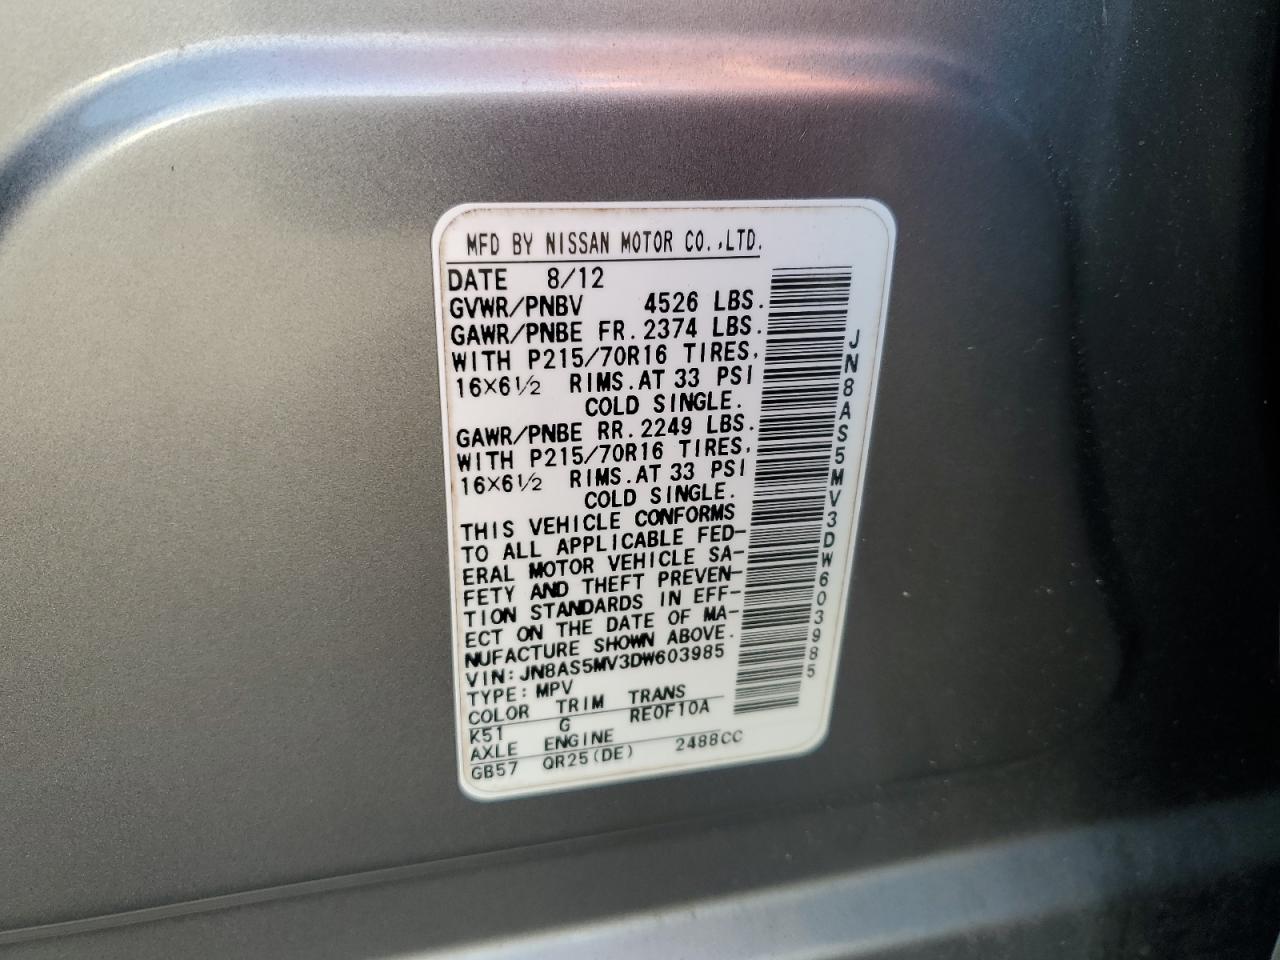 MFD BY NISSAN MOTOR CO.,LTD.
DATE 8/12
GVWR/PNBV 4526 LBS.
GAWR/PNBE FR. 2374 LBS.
WITH P215/70R16 TIRES,
16×6½ RIMS. AT 33 PSI
COLD SINGLE.
GAWR/PNBE RR. 2249 LBS.
WITH P215/70R16 TIRES,
16×6½ RIMS. AT 33 PSI
COLD SINGLE.
THIS VEHICLE CONFORMS
TO ALL APPLICABLE FED-
ERAL MOTOR VEHICLE SA-
FETY AND THEFT PREVEN-
TION STANDARDS IN EFF-
ECT ON THE DATE OF MA-
NUFACTURE SHOWN ABOVE.
VIN: JN8AS5MV3DW603985
TYPE: MPV
COLOR TRIM TRANS
K51 G RE0F10A
AXLE ENGINE
GB57 QR25(DE) 2488CC
JN8AS5MV3DW603985